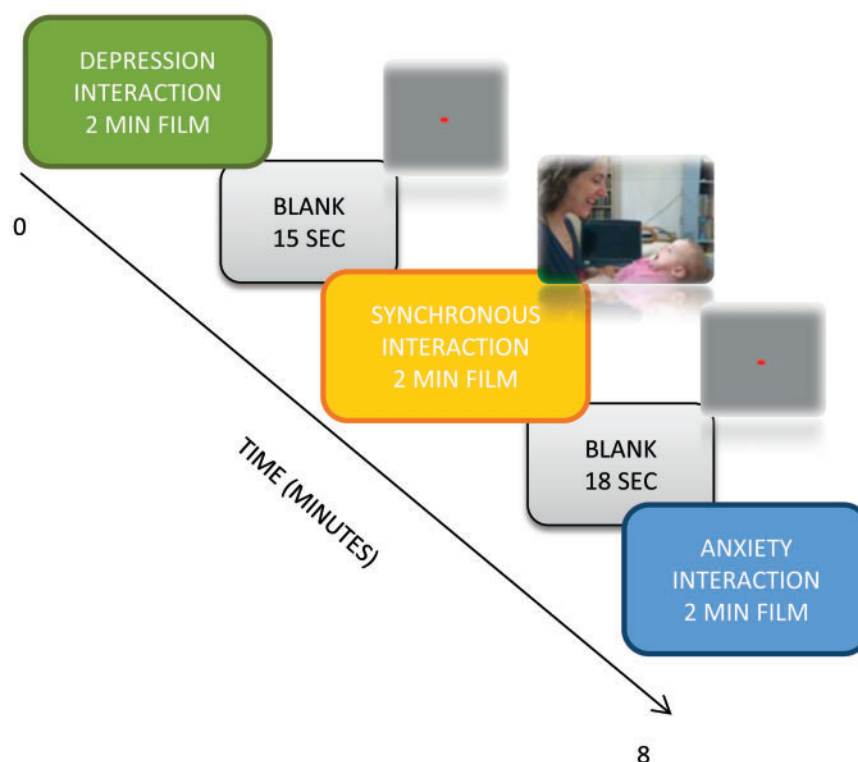 DEPRESSION
INTERACTION
2 MIN FILM
0
BLANK
15 SEC
SYNCHRONOUS
INTERACTION
2 MIN FILM
TIME (MINUTES)
BLANK
18 SEC
ANXIETY
INTERACTION
2 MIN FILM
8